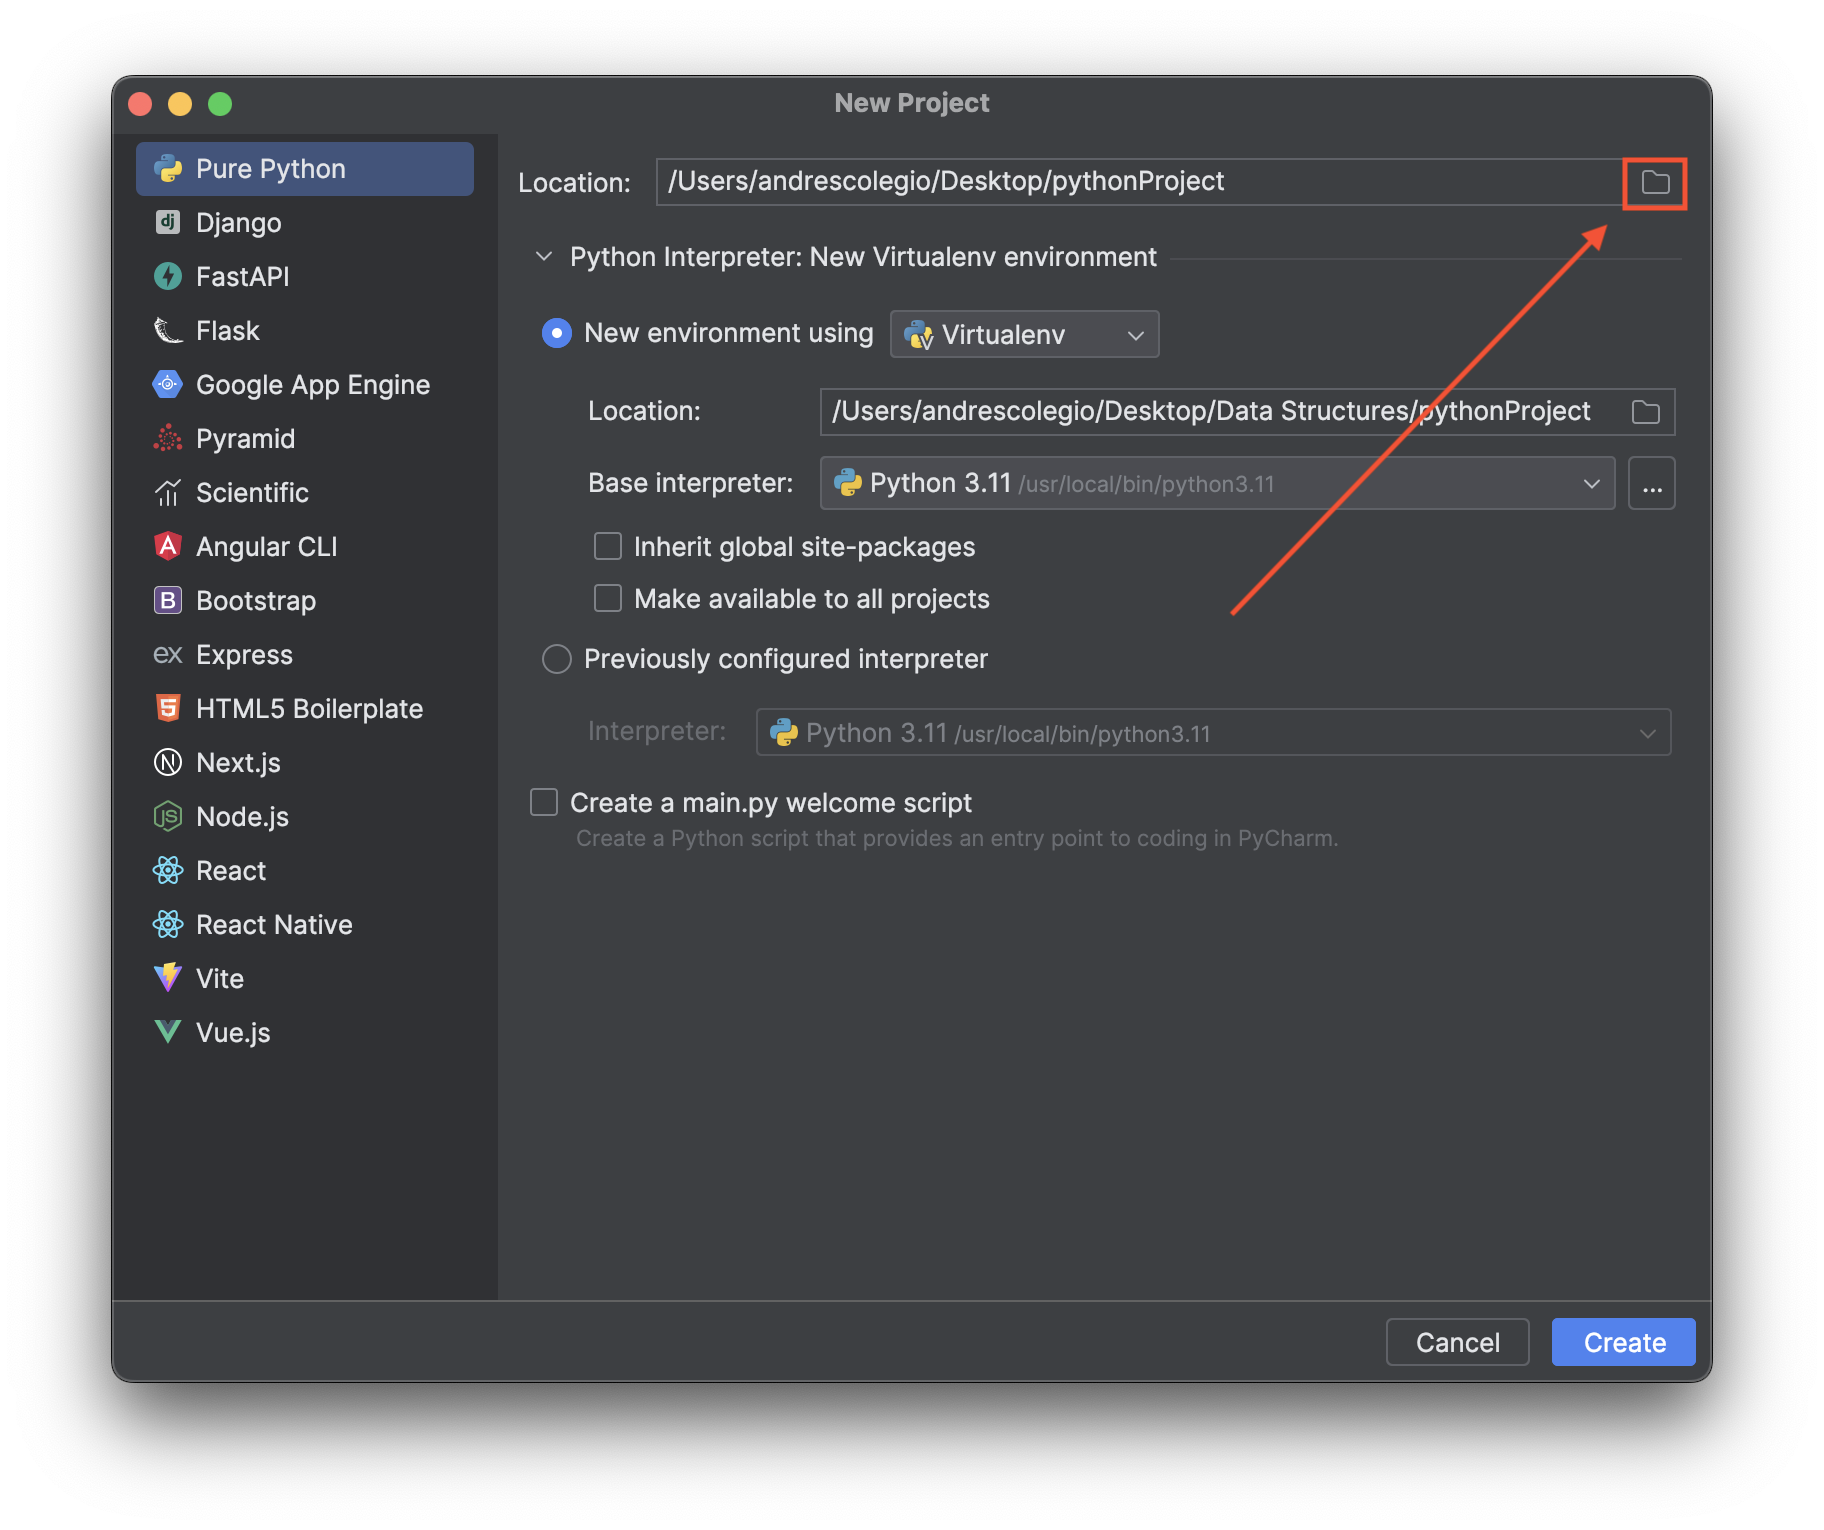 New Project
Pure Python
Django
FastAPI
Flask
Google App Engine
Pyramid
Scientific
Angular CLI
Bootstrap
Express
HTML5 Boilerplate
Next.js
Node.js
React
React Native
Vite
Vue.js
Location: /Users/andrescolegio/Desktop/pythonProject
Python Interpreter: New Virtualenv environment
New environment using Virtualenv
Location: /Users/andrescolegio/Desktop/Data Structures/pythonProject
Base interpreter: Python 3.11 /usr/local/bin/python3.11 ...
Inherit global site-packages
Make available to all projects
Previously configured interpreter
Interpreter: Python 3.11 /usr/local/bin/python3.11
Create a main.py welcome script
Create a Python script that provides an entry point to coding in PyCharm.
Cancel Create